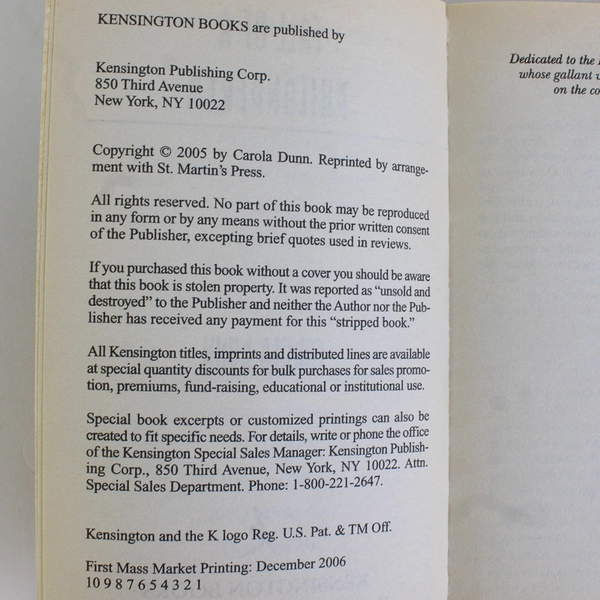 KENSINGTON BOOKS are published by
Kensington Publishing Corp.
850 Third Avenue
New York, NY 10022
Copyright © 2005 by Carola Dunn. Reprinted by arrange-
ment with St. Martin's Press.
All rights reserved. No part of this book may be reproduced
in any form or by any means without the prior written consent
of the Publisher, excepting brief quotes used in reviews.
If you purchased this book without a cover you should be aware
that this book is stolen property. It was reported as “unsold and
destroyed” to the Publisher and neither the Author nor the Pub-
lisher has received any payment for this “stripped book.”
All Kensington titles, imprints and distributed lines are available
at special quantity discounts for bulk purchases for sales promo-
tion, premiums, fund-raising, educational or institutional use.
Special book excerpts or customized printings can also be
created to fit specific needs. For details, write or phone the office
of the Kensington Special Sales Manager: Kensington Publish-
ing Corp., 850 Third Avenue, New York, NY 10022. Attn.
Special Sales Department. Phone: 1-800-221-2647.
Kensington and the K logo Reg. U.S. Pat. & TM Off.
First Mass Market Printing: December 2006
10 9 8 7 6 5 4 3 2 1
Dedicated to the
whose gallant
on the